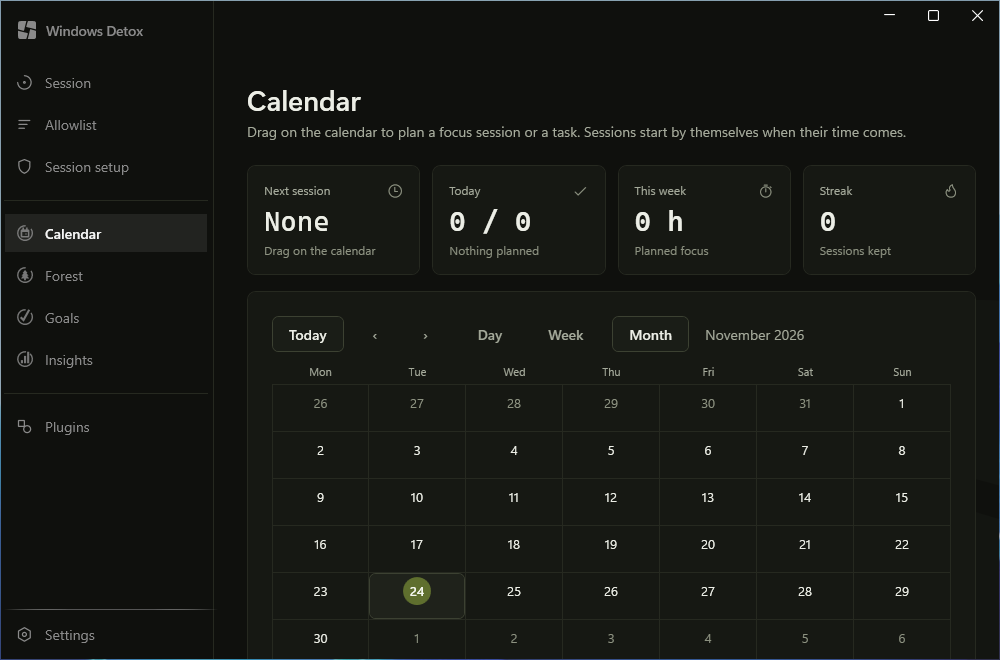 Windows Detox
Session
Allowlist
Session setup
Calendar
Forest
Goals
Insights
Plugins
Settings
Calendar
Drag on the calendar to plan a focus session or a task. Sessions start by themselves when their time comes.
Next session
None
Drag on the calendar
Today
0 / 0
Nothing planned
This week
0 h
Planned focus
Streak
0
Sessions kept
Today ‹ › Day Week Month November 2026
Mon Tue Wed Thu Fri Sat Sun
26 27 28 29 30 31 1
2 3 4 5 6 7 8
9 10 11 12 13 14 15
16 17 18 19 20 21 22
23 24 25 26 27 28 29
30 1 2 3 4 5 6